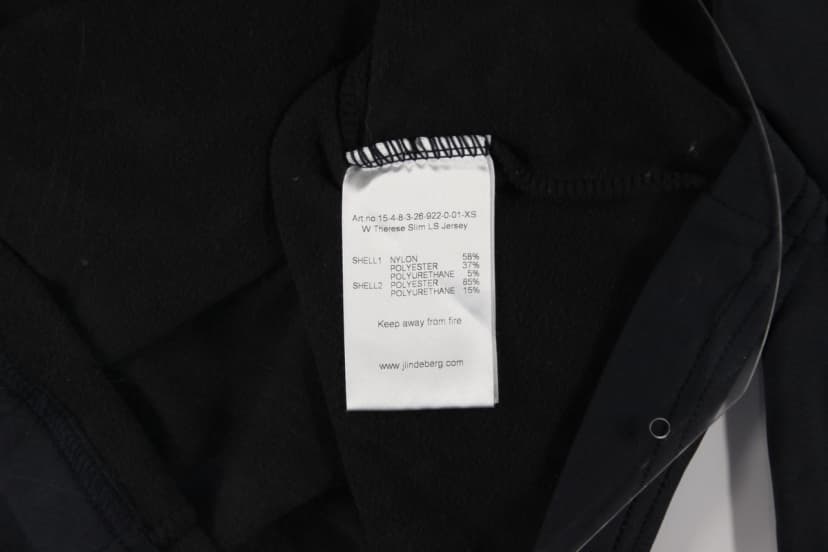 Art no:15-4-8-3-26-922-0-01-XS
W Therese Slim LS Jersey
SHELL1 NYLON 58%
POLYESTER 37%
POLYURETHANE 5%
SHELL2 POLYESTER 85%
POLYURETHANE 15%
Keep away from fire
www.jlindeberg.com